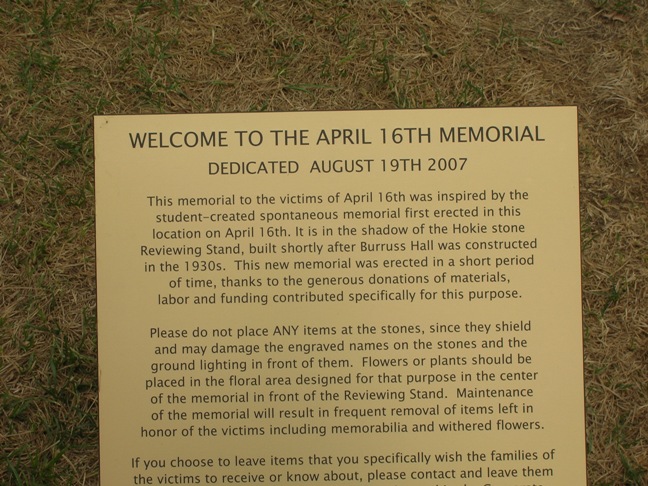 WELCOME TO THE APRIL 16TH MEMORIAL
DEDICATED AUGUST 19TH 2007
This memorial to the victims of April 16th was inspired by the
student-created spontaneous memorial first erected in this
location on April 16th. It is in the shadow of the Hokie stone
Reviewing Stand, built shortly after Burruss Hall was constructed
in the 1930s. This new memorial was erected in a short period
of time, thanks to the generous donations of materials,
labor and funding contributed specifically for this purpose.
Please do not place ANY items at the stones, since they shield
and may damage the engraved names on the stones and the
ground lighting in front of them. Flowers or plants should be
placed in the floral area designed for that purpose in the center
of the memorial in front of the Reviewing Stand. Maintenance
of the memorial will result in frequent removal of items left in
honor of the victims including memorabilia and withered flowers.
If you choose to leave items that you specifically wish the families of
the victims to receive or know about, please contact and leave them